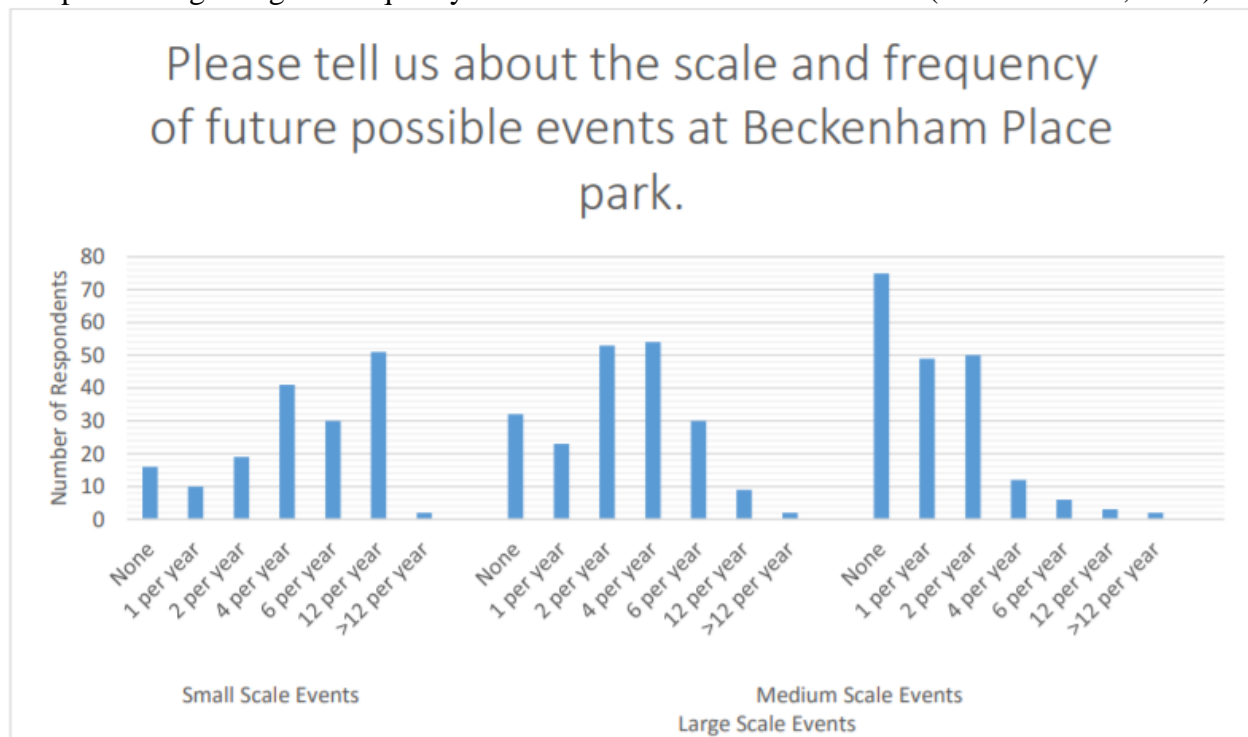 Please tell us about the scale and frequency
of future possible events at Beckenham Place
park.
Number of Respondents
80
70
60
50
40
30
20
10
0
None
1 per year
2 per year
4 per year
6 per year
12 per year
>12 per year
None
1 per year
2 per year
4 per year
6 per year
12 per year
>12 per year
None
1 per year
2 per year
4 per year
6 per year
12 per year
>12 per year
Small Scale Events
Medium Scale Events
Large Scale Events